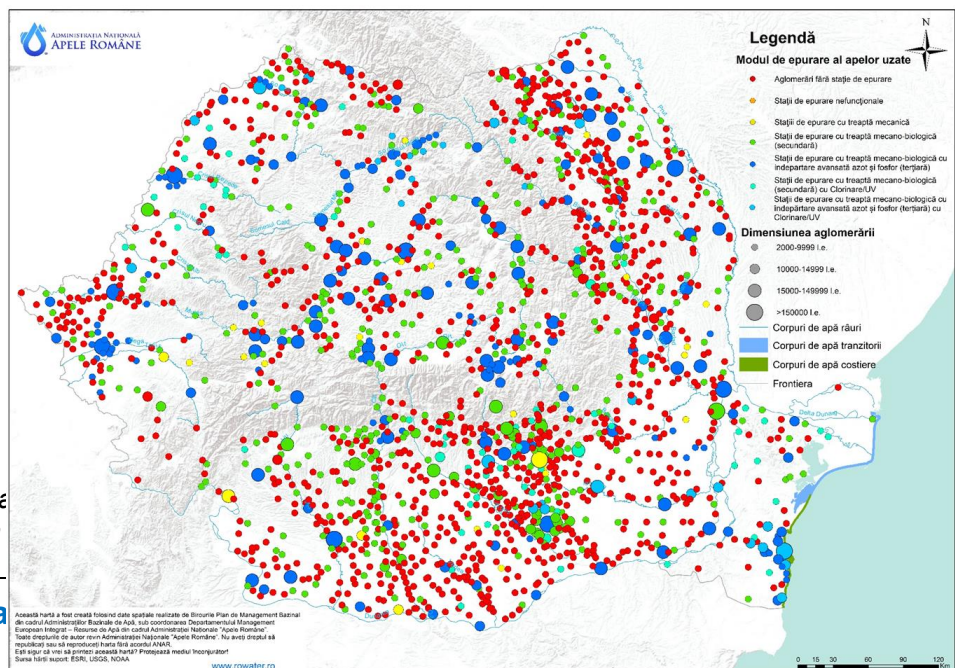 ADMINISTRAȚIA NAȚIONALĂ
APELE ROMÂNE
N
Legendă
Modul de epurare al apelor uzate
Aglomerări fără stație de epurare
Stații de epurare nefuncționale
Stații de epurare cu treaptă mecanică
Stații de epurare cu treaptă mecano-biologică
(secundară)
Stații de epurare cu treaptă mecano-biologică cu
îndepărtare avansată azot și fosfor (terțiară)
Stații de epurare cu treaptă mecano-biologică
(secundară) cu Clorinare/UV
Stații de epurare cu treaptă mecano-biologică cu
îndepărtare avansată azot și fosfor (terțiară) cu
Clorinare/UV
Dimensiunea aglomerării
2000-9999 l.e.
10000-14999 l.e.
15000-149999 l.e.
>150000 l.e.
Corpuri de apă râuri
Corpuri de apă tranzitorii
Corpuri de apă costiere
Frontiera
Delta Dunării
Olt
Această hartă a fost creată folosind date spațiale realizate de Birourile Plan de Management Bazinal
din cadrul Administrațiilor Bazinale de Apă, sub coordonarea Departamentului Management
European Integrat – Resurse de Apă din cadrul Administrației Naționale "Apele Române".
Toate drepturile de autor revin Administrației Naționale "Apele Române". Nu aveți dreptul să
republicați sau să reproduceți harta fără acordul ANAR.
Ești sigur că vrei să printezi această hartă? Protejează mediul înconjurător!
Sursa hărții suport: ESRI, USGS, NOAA
www.rowater.ro
0 15 30 60 90 120
Km